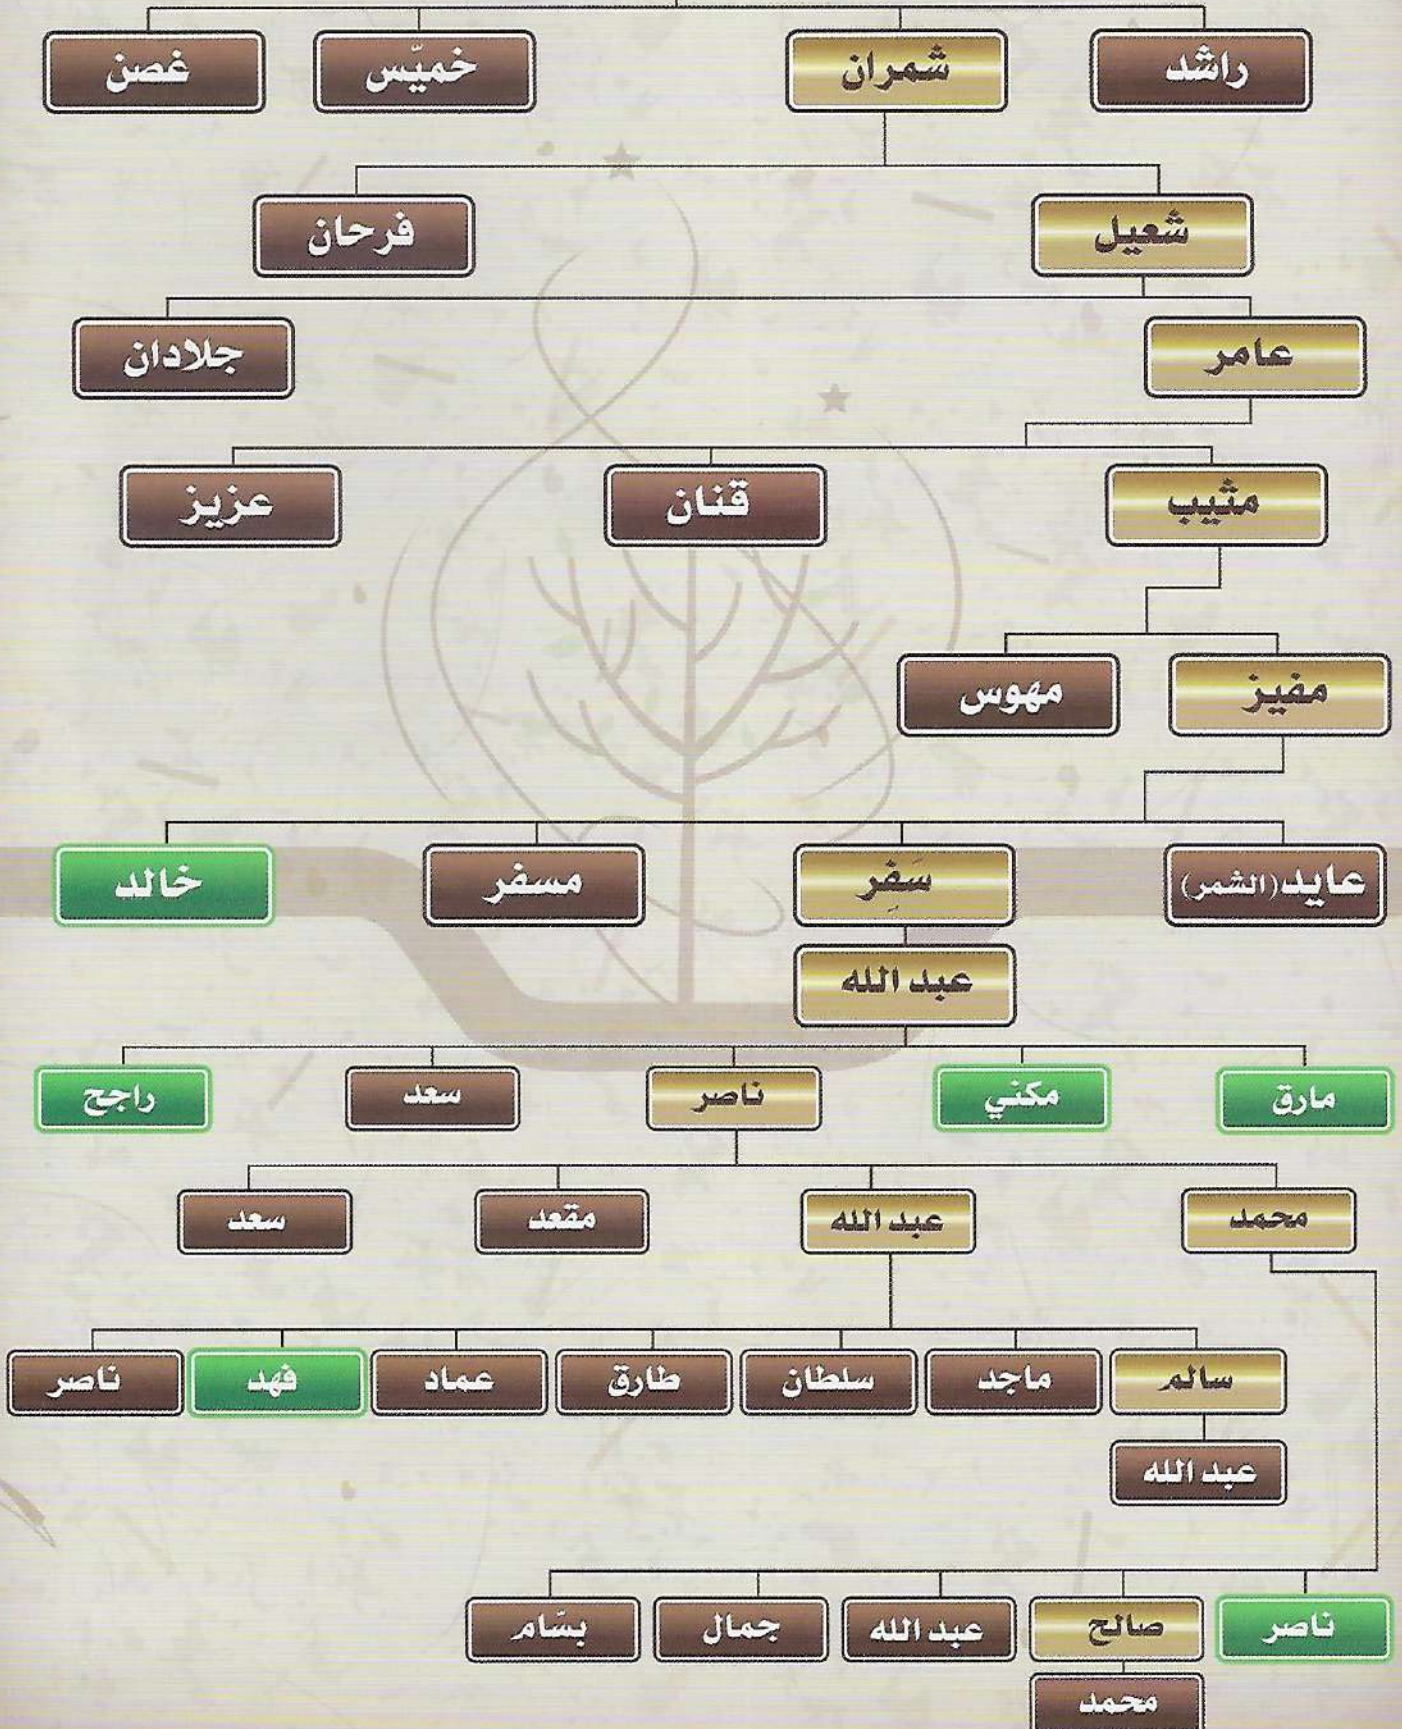 راشد شمران خميّس غصن
شعيل فرحان
عامر جلادان
مثيب قنان عزيز
مفيز مهوس
عايد (الشمر) سَفِر مسفر خالد
عبد الله
مارق مكني ناصر سعد راجح
محمد عبد الله مقعد سعد
سالم ماجد سلطان طارق عماد فهد ناصر
عبد الله
ناصر صالح عبد الله جمال بسّام
محمد